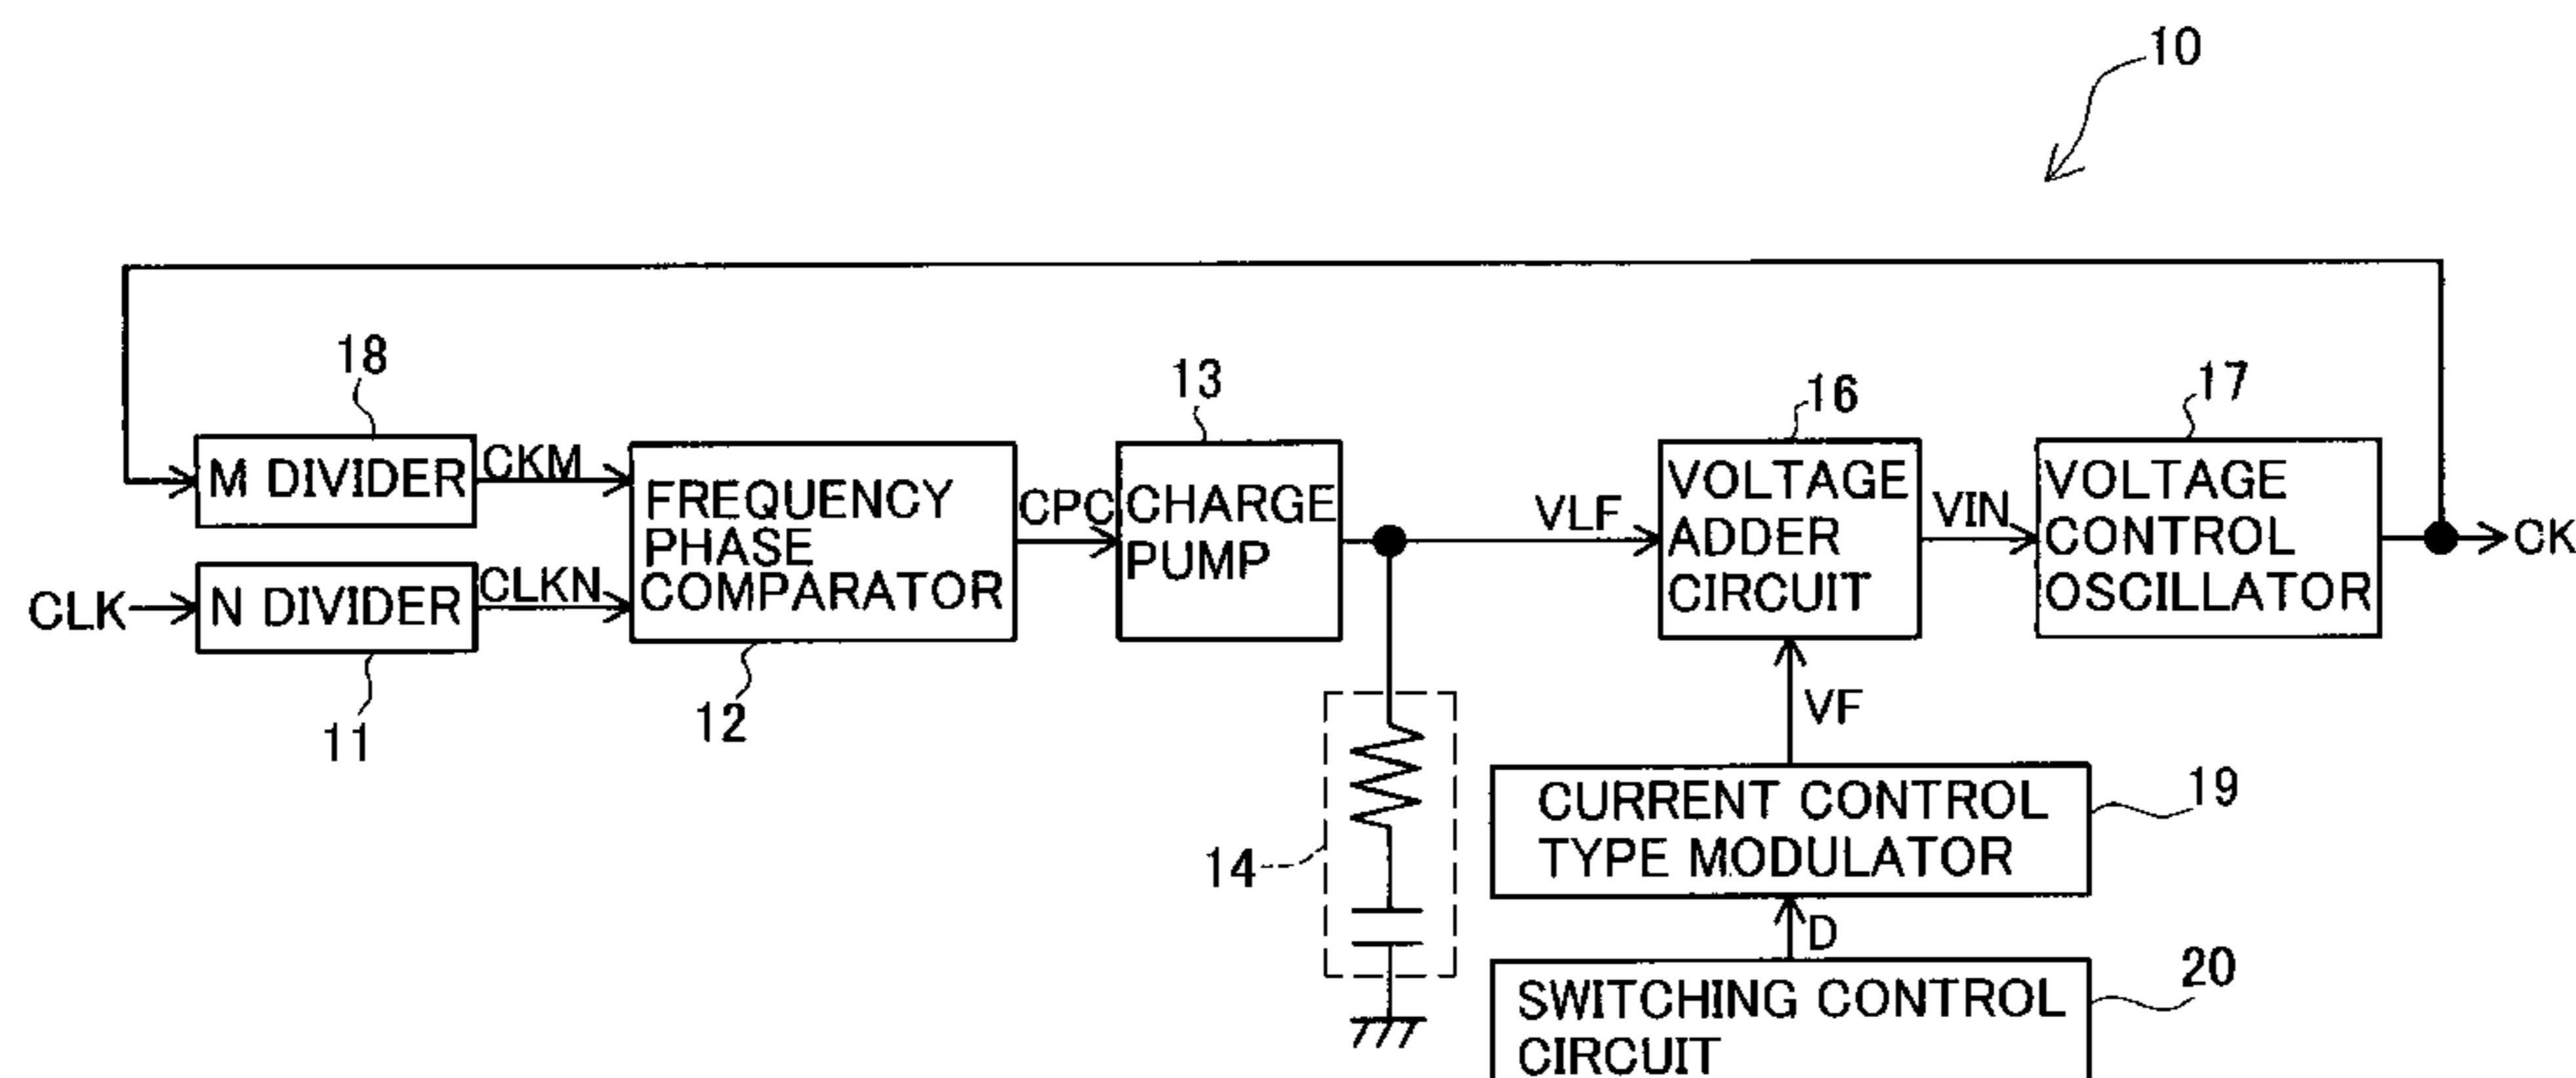 10
18
13
16
17
M DIVIDER
CKM
FREQUENCY
PHASE
COMPARATOR
CPC
CHARGE
PUMP
VLF
VOLTAGE
ADDER
CIRCUIT
VIN
VOLTAGE
CONTROL
OSCILLATOR
CK
CLK
N DIVIDER
CLKN
11
12
VF
14
CURRENT CONTROL
TYPE MODULATOR
19
D
SWITCHING CONTROL
CIRCUIT
20